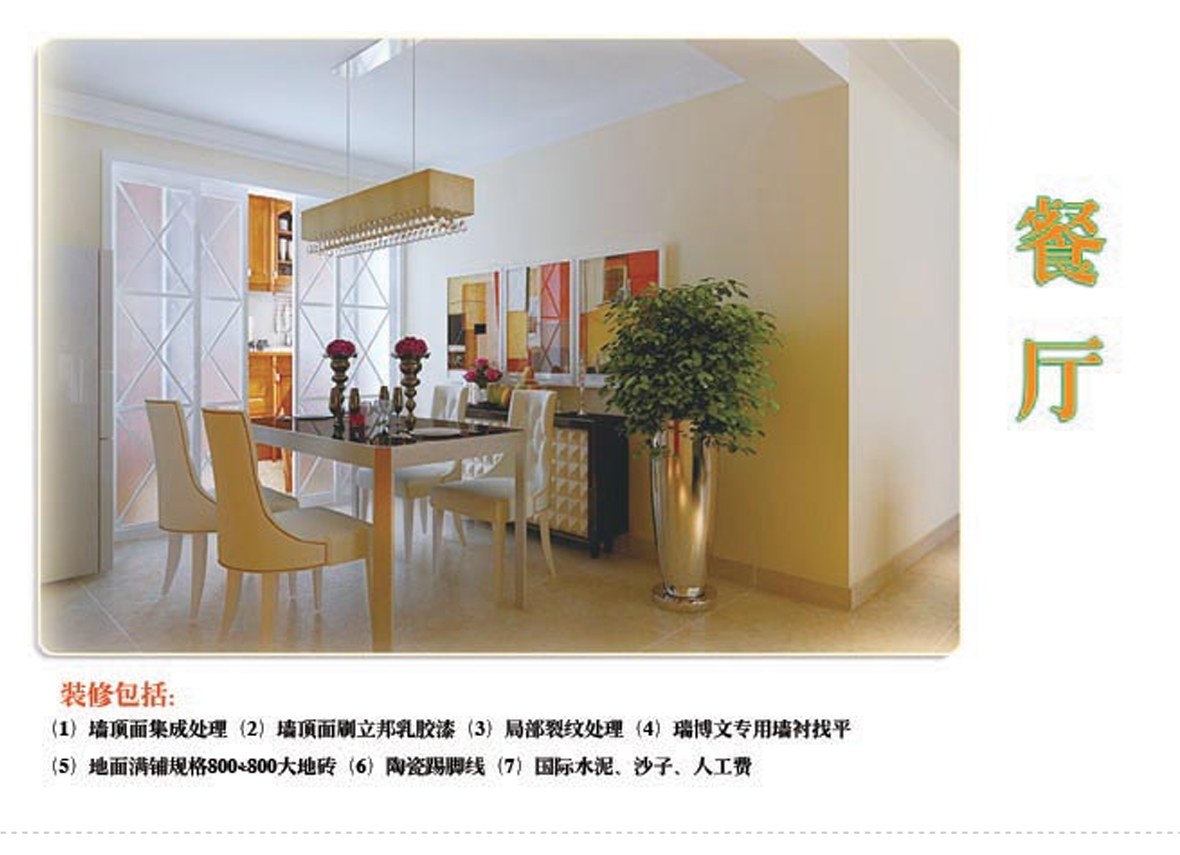 餐厅
装修包括:
(1) 墙顶面集成处理 (2) 墙顶面刷立邦乳胶漆 (3) 局部裂纹处理 (4) 瑞博文专用墙衬找平
(5) 地面满铺规格800*800大地砖 (6) 陶瓷踢脚线 (7) 国际水泥、沙子、人工费